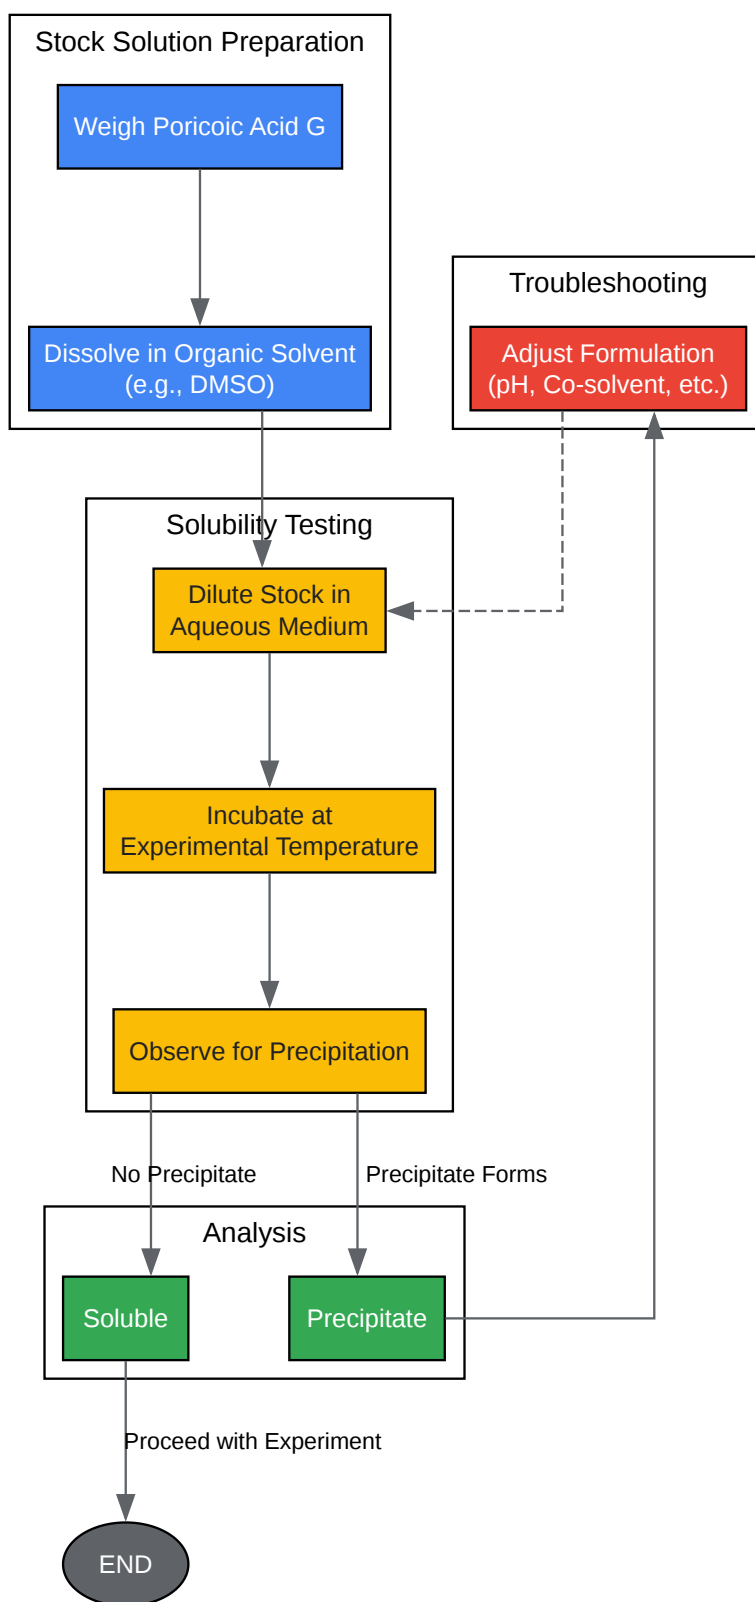 Stock Solution Preparation
Weigh Poricoic Acid G
Dissolve in Organic Solvent
(e.g., DMSO)
Troubleshooting
Adjust Formulation
(pH, Co-solvent, etc.)
Solubility Testing
Dilute Stock in
Aqueous Medium
Incubate at
Experimental Temperature
Observe for Precipitation
No Precipitate
Precipitate Forms
Analysis
Soluble
Precipitate
Proceed with Experiment
END